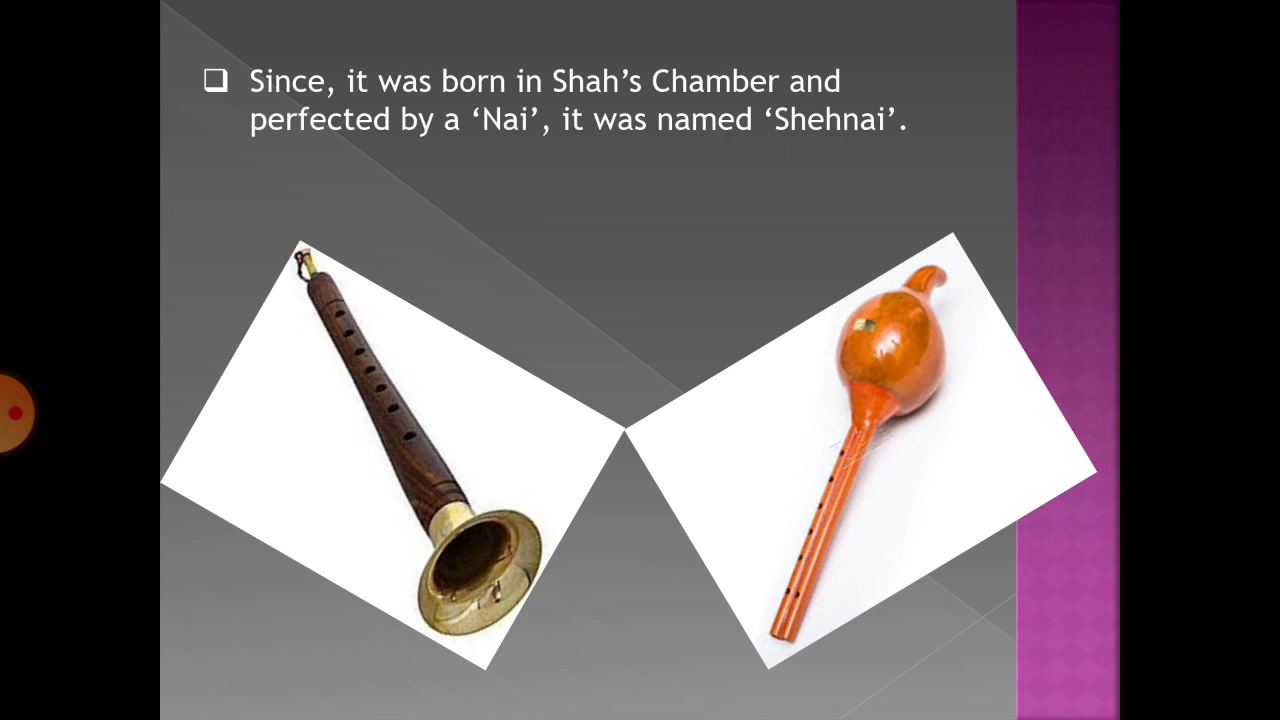 ❑ Since, it was born in Shah’s Chamber and
perfected by a ‘Nai’, it was named ‘Shehnai’.